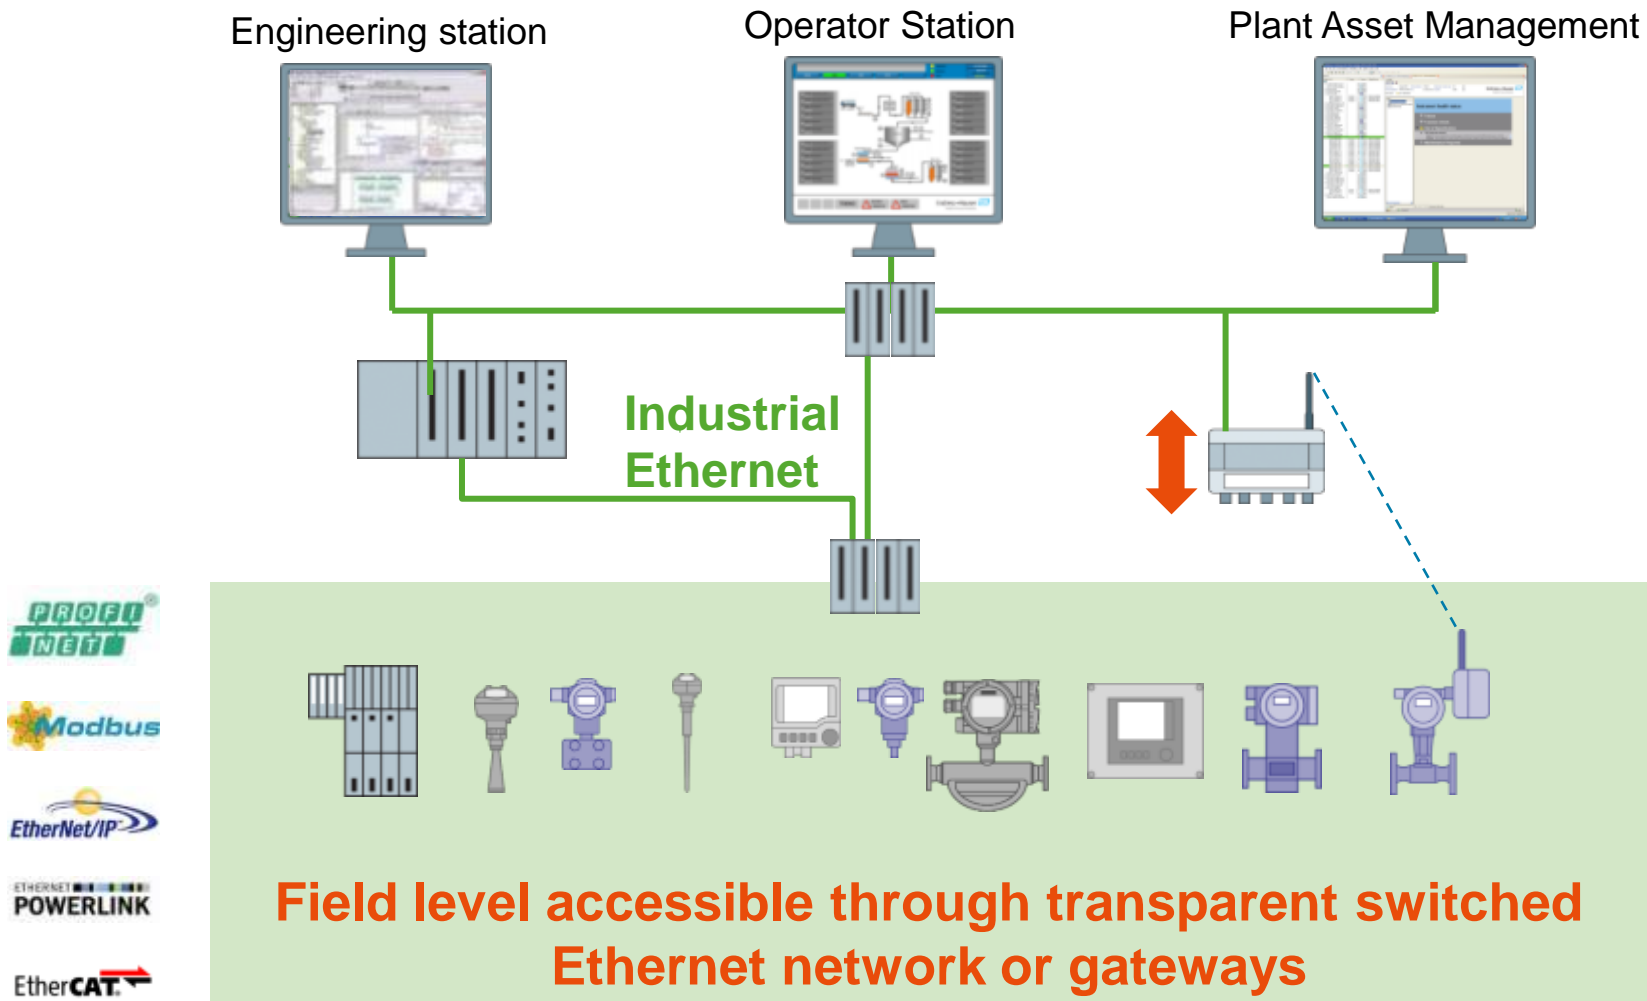 Engineering station
Operator Station
Plant Asset Management
Industrial
Ethernet
PROFI®
NET
Modbus
EtherNet/IP
ETHERNET
POWERLINK
EtherCAT
Field level accessible through transparent switched
Ethernet network or gateways